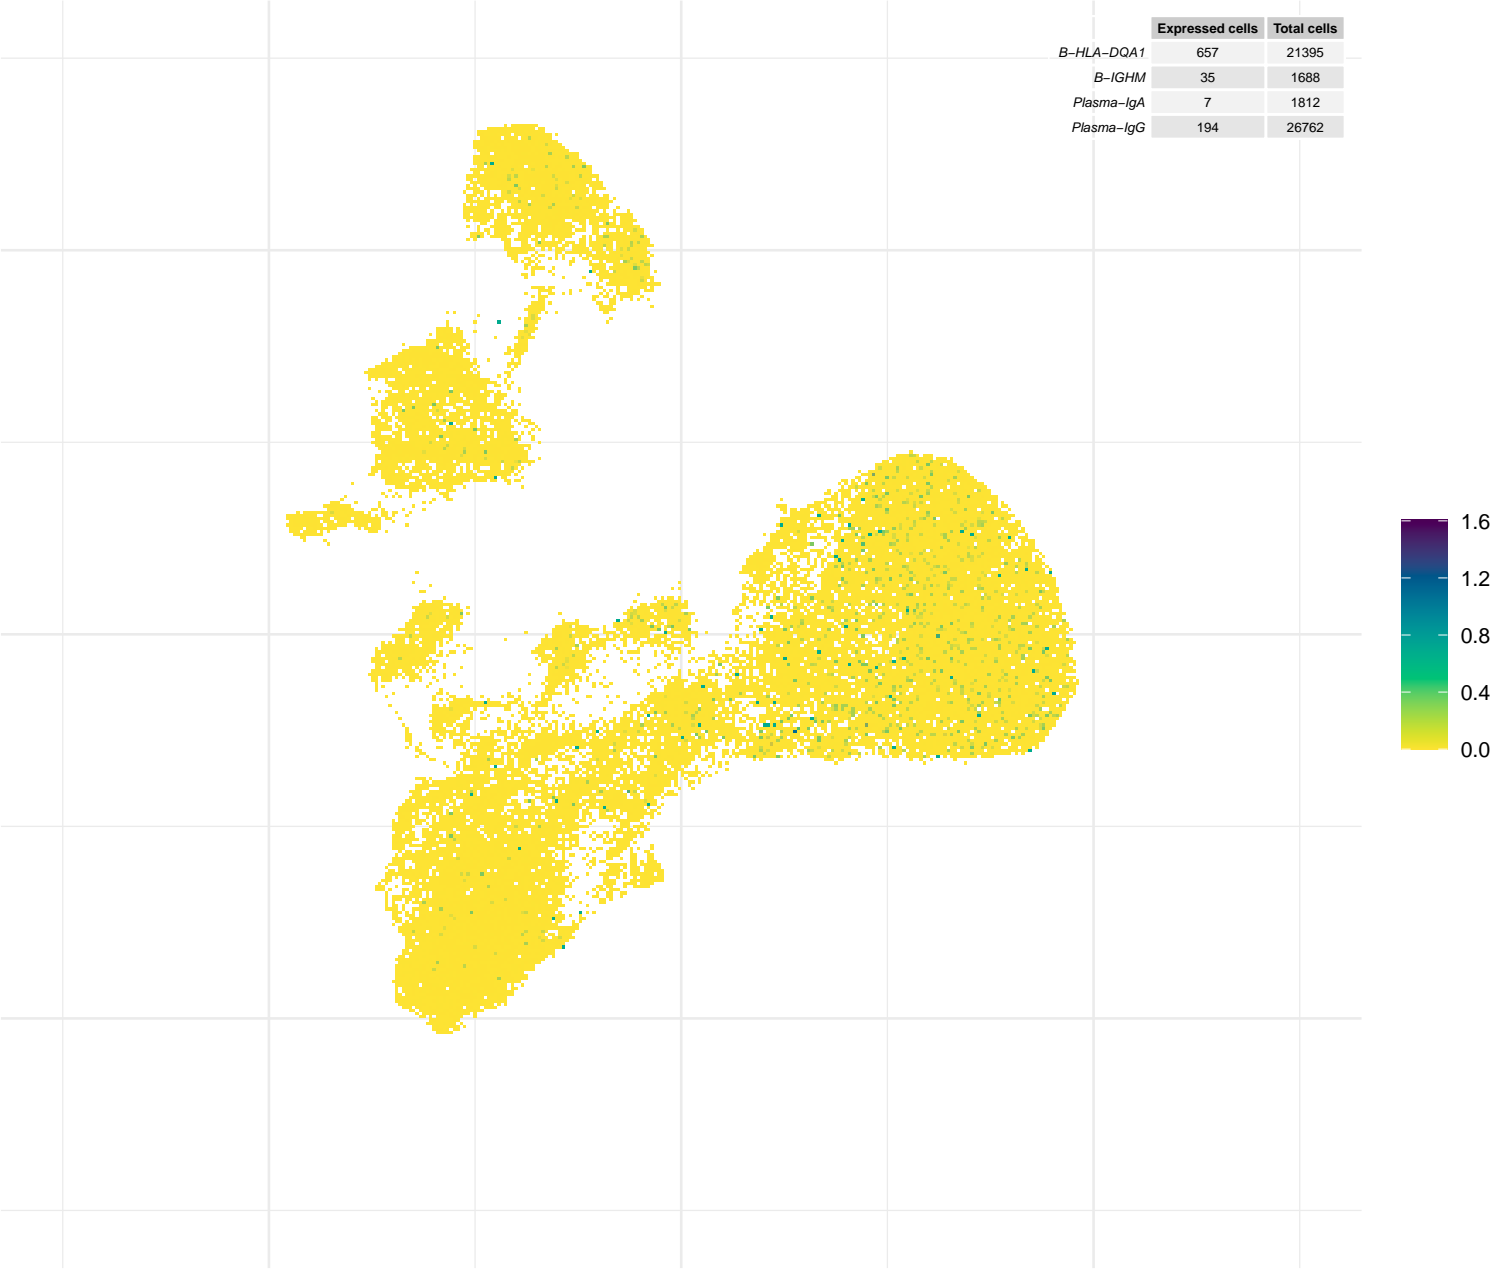 Expressed cells Total cells
B−HLA−DQA1 657 21395
B−IGHM 35 1688
Plasma−IgA 7 1812
Plasma−IgG 194 26762
1.6
1.2
0.8
0.4
0.0